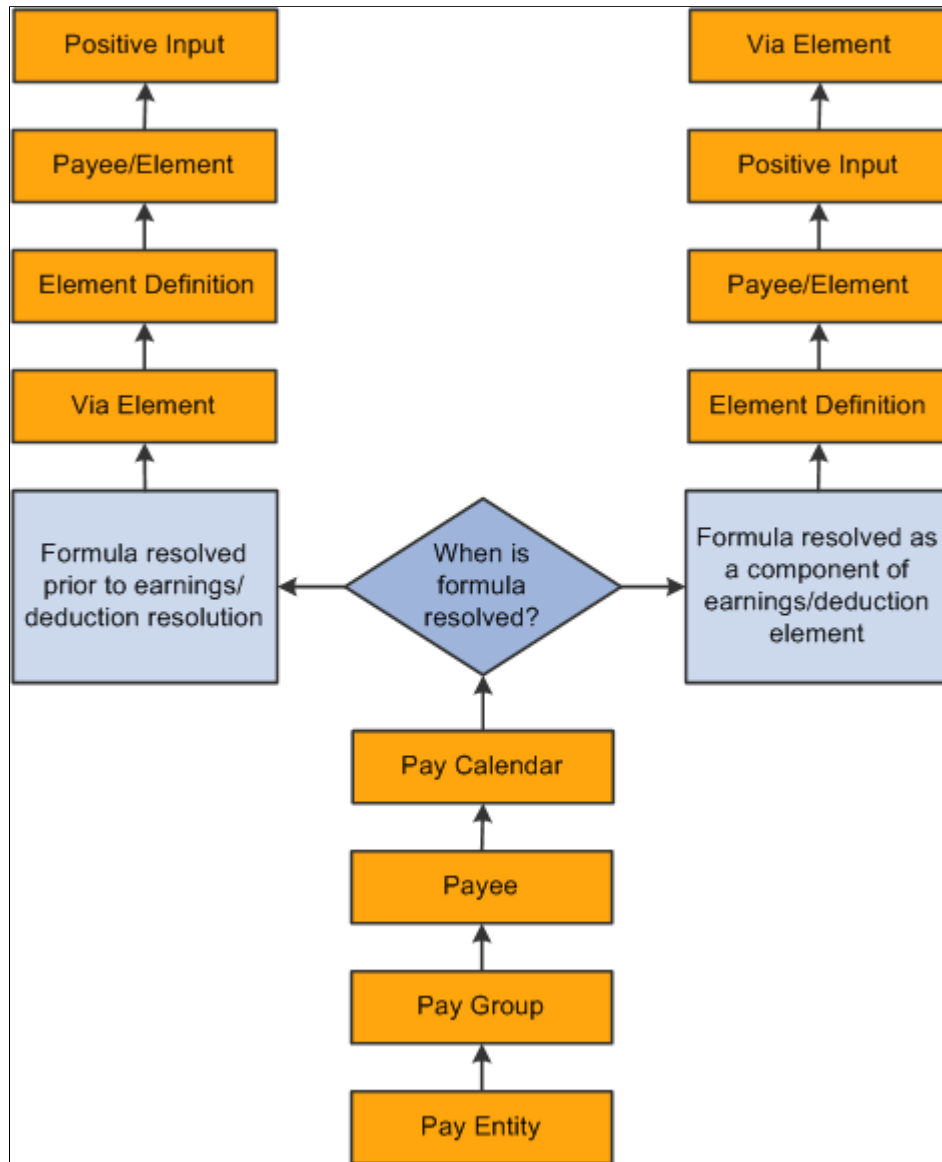 Positive Input
Via Element
Payee/Element
Positive Input
Element Definition
Payee/Element
Via Element
Element Definition
Formula resolved
prior to earnings/
deduction resolution
When is
formula
resolved?
Formula resolved as
a component of
earnings/deduction
element
Pay Calendar
Payee
Pay Group
Pay Entity